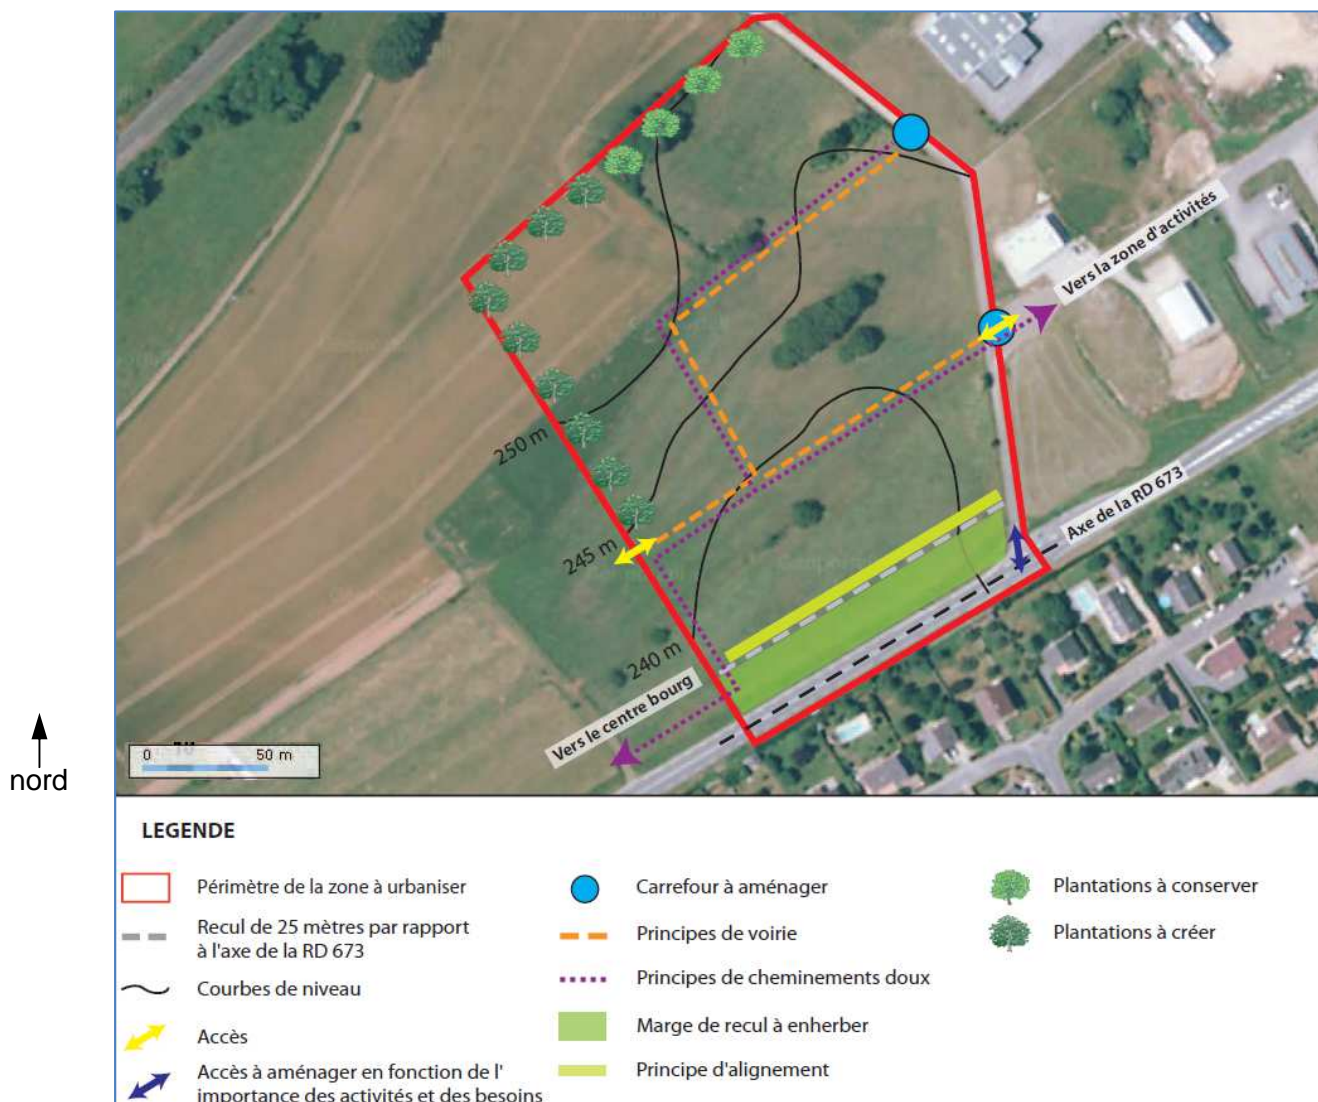 Vers la zone d'activités
Axe de la RD 673
250 m
245 m
240 m
Vers le centre bourg
0 50 m
nord
LEGENDE
Périmètre de la zone à urbaniser
Recul de 25 mètres par rapport
à l'axe de la RD 673
Courbes de niveau
Accès
Accès à aménager en fonction de l'
importance des activités et des besoins
Carrefour à aménager
Principes de voirie
Principes de cheminements doux
Marge de recul à enherber
Principe d'alignement
Plantations à conserver
Plantations à créer